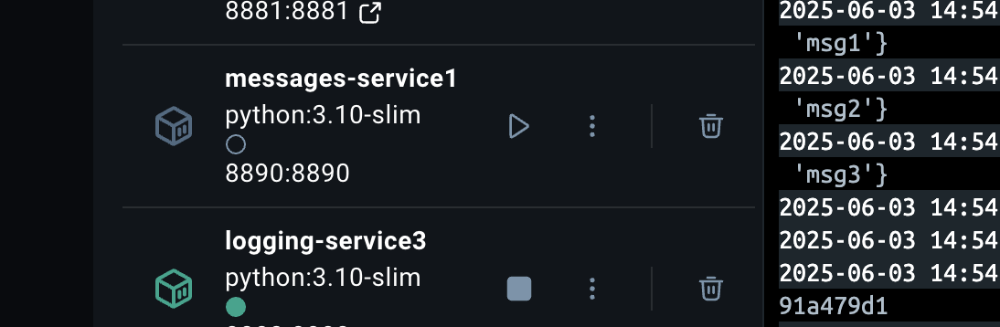 8881:8881
messages-service1
python:3.10-slim
8890:8890
logging-service3
python:3.10-slim
2025-06-03 14:54
'msg1'}
2025-06-03 14:54
'msg2'}
2025-06-03 14:54
'msg3'}
2025-06-03 14:54
2025-06-03 14:54
2025-06-03 14:54
91a479d1